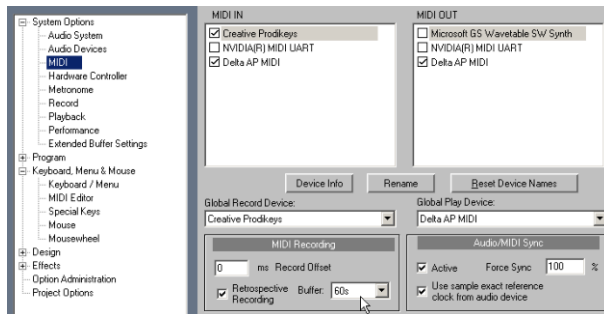 System Options
Audio System
Audio Devices
MIDI
Hardware Controller
Metronome
Record
Playback
Performance
Extended Buffer Settings
Program
Keyboard, Menu & Mouse
Keyboard / Menu
MIDI Editor
Special Keys
Mouse
Mousewheel
Design
Effects
Option Administration
Project Options
MIDI IN
Creative Prodikeys
NVIDIA(R) MIDI UART
Delta AP MIDI
MIDI OUT
Microsoft GS Wavetable SW Synth
NVIDIA(R) MIDI UART
Delta AP MIDI
Device Info
Rename
Reset Device Names
Global Record Device:
Creative Prodikeys
Global Play Device:
Delta AP MIDI
MIDI Recording
0 ms Record Offset
Retrospective Recording Buffer: 60s
Audio/MIDI Sync
Active Force Sync 100 %
Use sample exact reference
clock from audio device